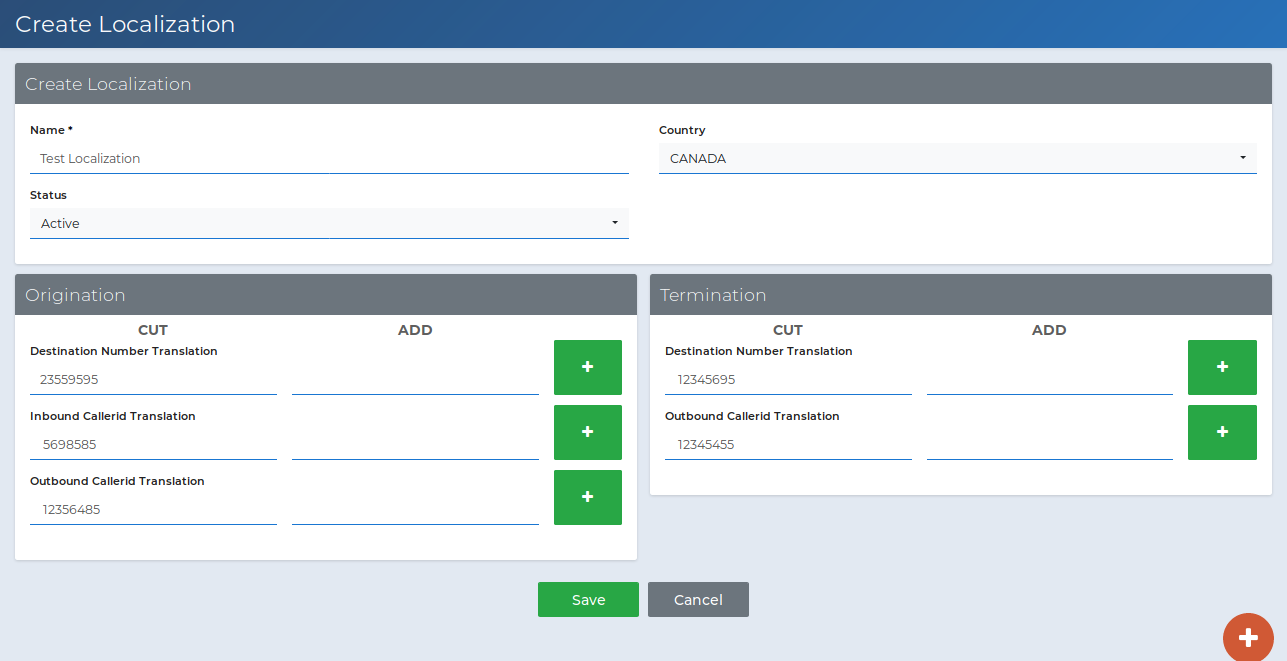 Create Localization
Create Localization
Name *
Country
Test Localization
CANADA
Status
Active
Origination
CUT
ADD
Destination Number Translation
23559595
+
Inbound Callerid Translation
5698585
+
Outbound Callerid Translation
12356485
+
Termination
CUT
ADD
Destination Number Translation
12345695
+
Outbound Callerid Translation
12345455
+
Save
Cancel
+